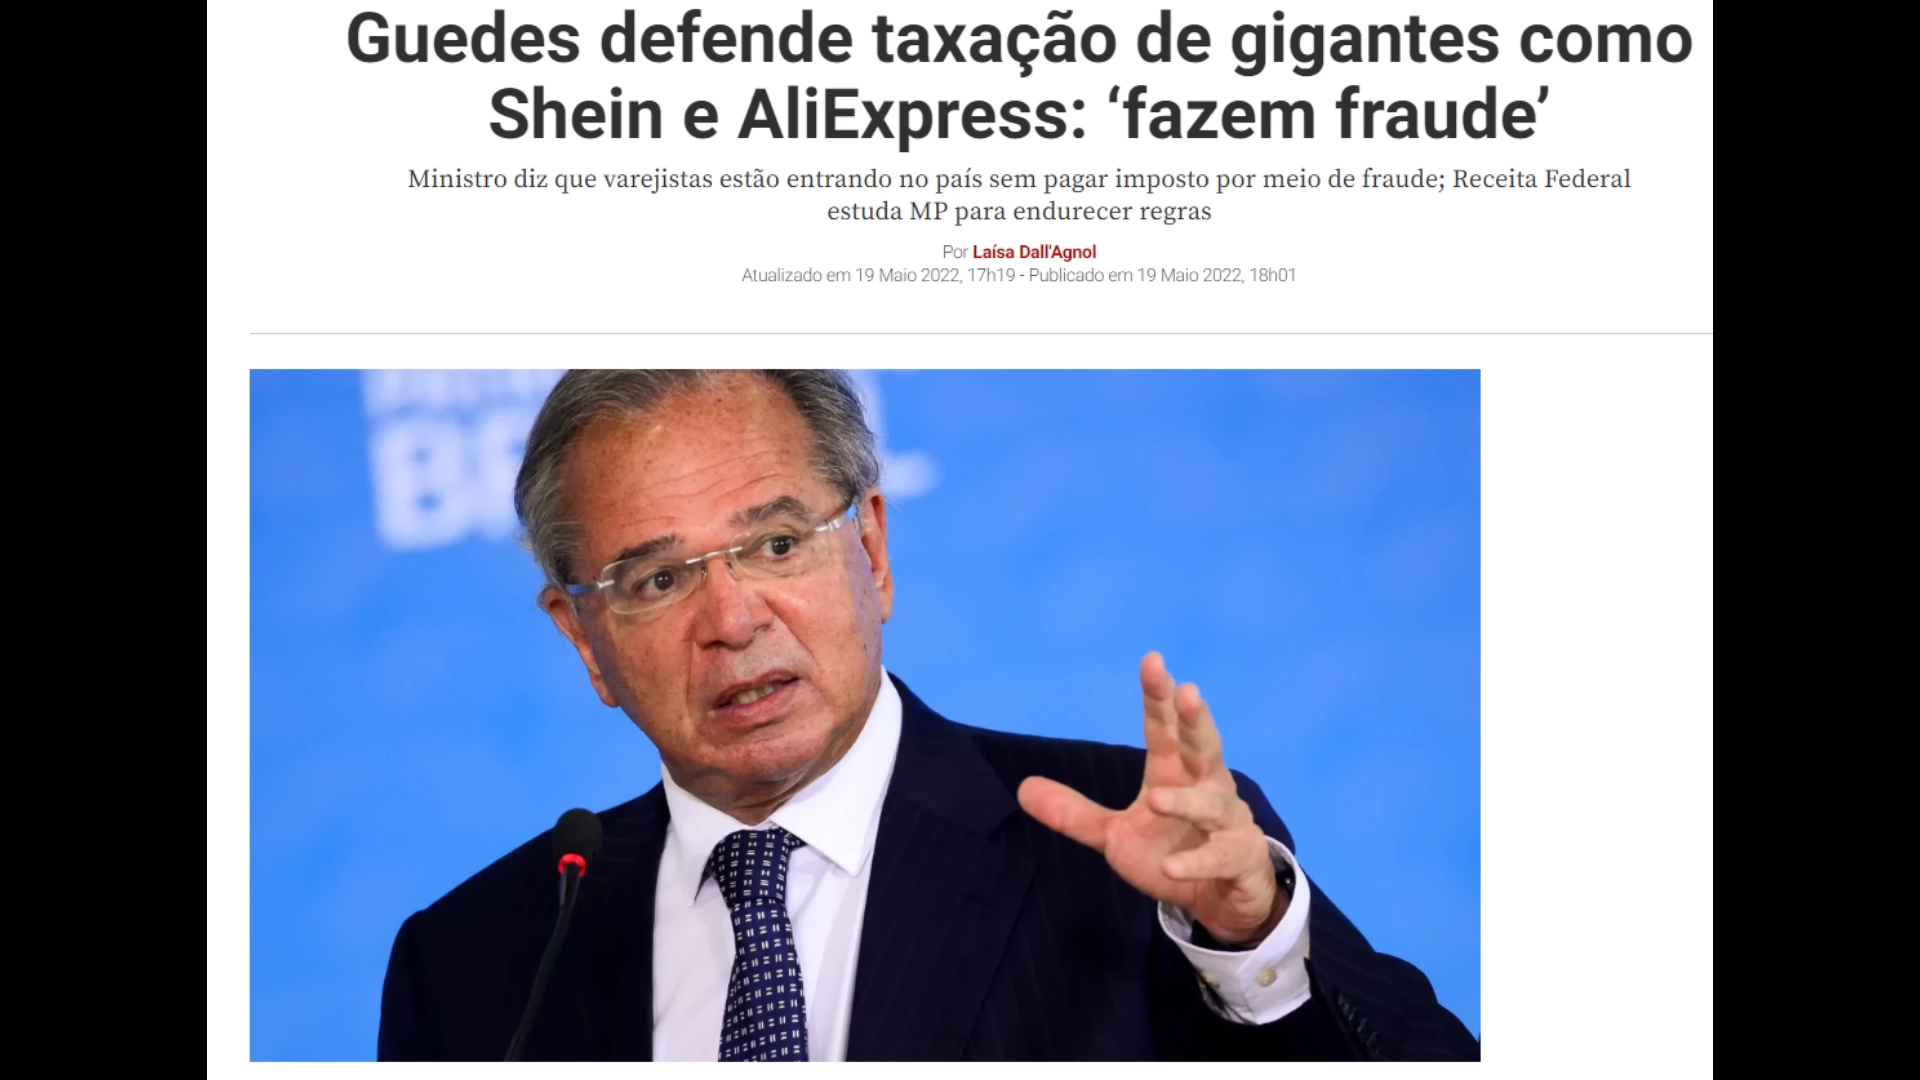 Guedes defende taxação de gigantes como
Shein e AliExpress: ‘fazem fraude’
Ministro diz que varejistas estão entrando no país sem pagar imposto por meio de fraude; Receita Federal
estuda MP para endurecer regras
Por Laísa Dall'Agnol
Atualizado em 19 Maio 2022, 17h19 - Publicado em 19 Maio 2022, 18h01